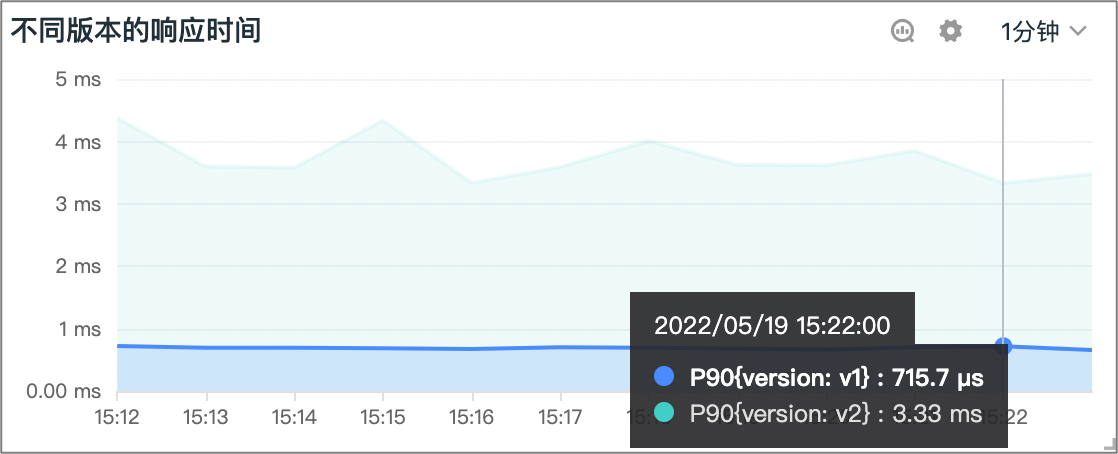 不同版本的响应时间
1分钟
5 ms
4 ms
3 ms
2 ms
1 ms
0.00 ms
2022/05/19 15:22:00
P90{version: v1} : 715.7 µs
P90{version: v2} : 3.33 ms
15:12 15:13 15:14 15:15 15:16 15:17 15:22